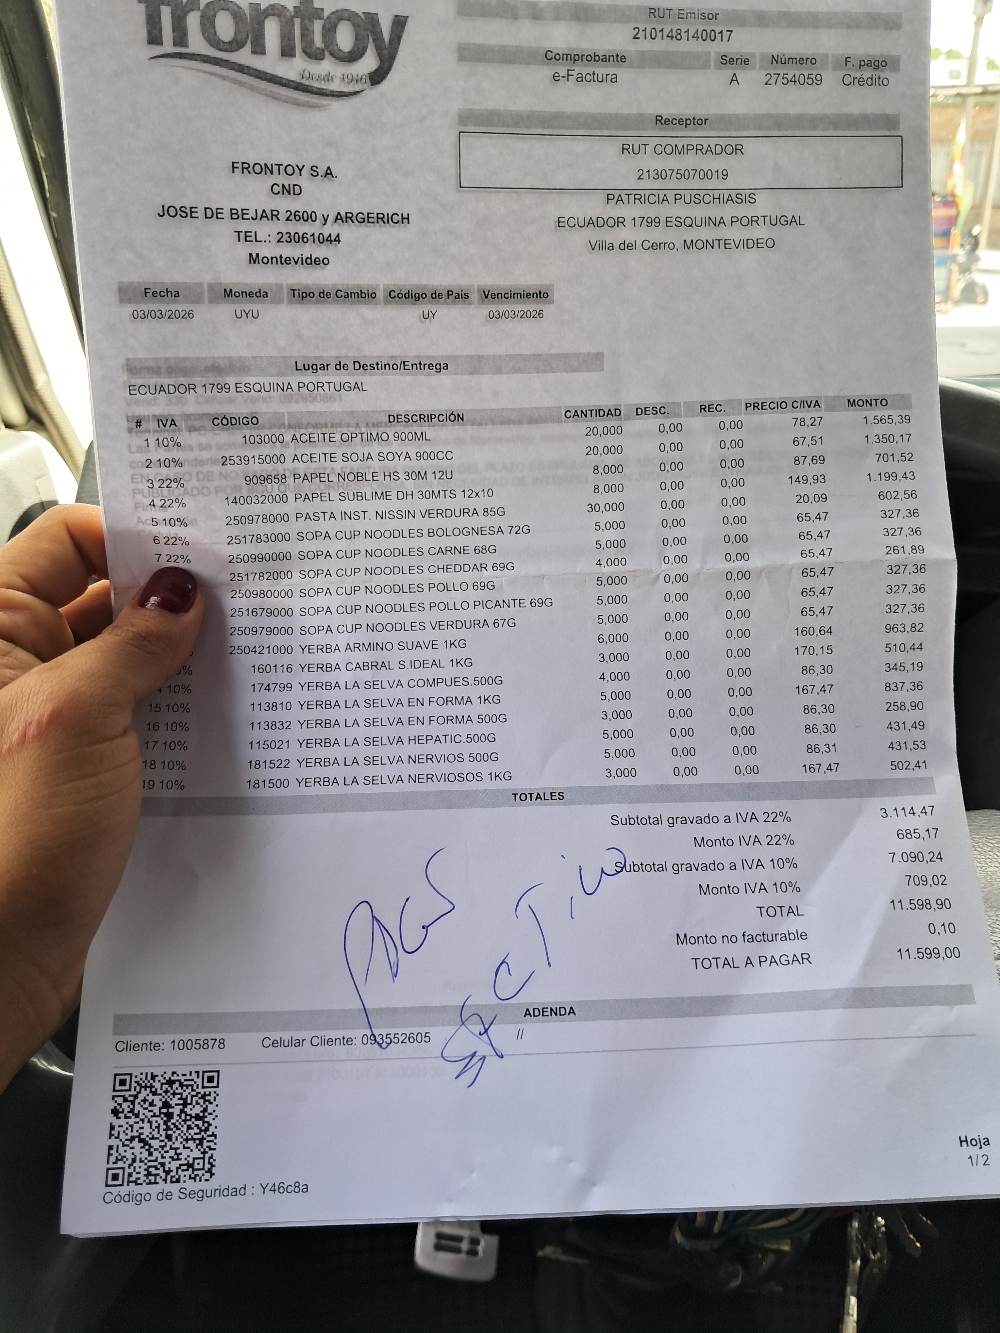 frontoy
Desde 1946
RUT Emisor
210148140017
Comprobante Serie Número F. pago
e-Factura A 2754059 Crédito
Receptor
RUT COMPRADOR
213075070019
PATRICIA PUSCHIASIS
ECUADOR 1799 ESQUINA PORTUGAL
Villa del Cerro, MONTEVIDEO
FRONTOY S.A.
CND
JOSE DE BEJAR 2600 y ARGERICH
TEL.: 23061044
Montevideo
Fecha Moneda Tipo de Cambio Código de País Vencimiento
03/03/2026 UYU UY 03/03/2026
Lugar de Destino/Entrega
ECUADOR 1799 ESQUINA PORTUGAL
# IVA CÓDIGO DESCRIPCIÓN CANTIDAD DESC. REC. PRECIO C/IVA MONTO
1 10% 103000 ACEITE OPTIMO 900ML 20,000 0,00 0,00 78,27 1.565,39
2 10% 253915000 ACEITE SOJA SOYA 900CC 20,000 0,00 0,00 67,51 1.350,17
3 22% 909658 PAPEL NOBLE HS 30M 12U 8,000 0,00 0,00 87,69 701,52
4 22% 140032000 PAPEL SUBLIME DH 30MTS 12x10 8,000 0,00 0,00 149,93 1.199,43
5 10% 250978000 PASTA INST. NISSIN VERDURA 85G 30,000 0,00 0,00 20,09 602,56
6 22% 251783000 SOPA CUP NOODLES BOLOGNESA 72G 5,000 0,00 0,00 65,47 327,36
7 22% 250990000 SOPA CUP NOODLES CARNE 68G 5,000 0,00 0,00 65,47 327,36
251782000 SOPA CUP NOODLES CHEDDAR 69G 4,000 0,00 0,00 65,47 261,89
250980000 SOPA CUP NOODLES POLLO 69G 5,000 0,00 0,00 65,47 327,36
251679000 SOPA CUP NOODLES POLLO PICANTE 69G 5,000 0,00 0,00 65,47 327,36
250979000 SOPA CUP NOODLES VERDURA 67G 5,000 0,00 0,00 65,47 327,36
250421000 YERBA ARMINO SUAVE 1KG 6,000 0,00 0,00 160,64 963,82
0% 160116 YERBA CABRAL S.IDEAL 1KG 3,000 0,00 0,00 170,15 510,44
4 10% 174799 YERBA LA SELVA COMPUES.500G 4,000 0,00 0,00 86,30 345,19
15 10% 113810 YERBA LA SELVA EN FORMA 1KG 5,000 0,00 0,00 167,47 837,36
16 10% 113832 YERBA LA SELVA EN FORMA 500G 3,000 0,00 0,00 86,30 258,90
17 10% 115021 YERBA LA SELVA HEPATIC.500G 5,000 0,00 0,00 86,30 431,49
18 10% 181522 YERBA LA SELVA NERVIOS 500G 5,000 0,00 0,00 86,31 431,53
19 10% 181500 YERBA LA SELVA NERVIOSOS 1KG 3,000 0,00 0,00 167,47 502,41
TOTALES
Subtotal gravado a IVA 22% 3.114,47
Monto IVA 22% 685,17
Subtotal gravado a IVA 10% 7.090,24
Monto IVA 10% 709,02
TOTAL 11.598,90
Monto no facturable 0,10
TOTAL A PAGAR 11.599,00
ADENDA
Cliente: 1005878 Celular Cliente: 093552605 //
Código de Seguridad : Y46c8a
Hoja
1/2